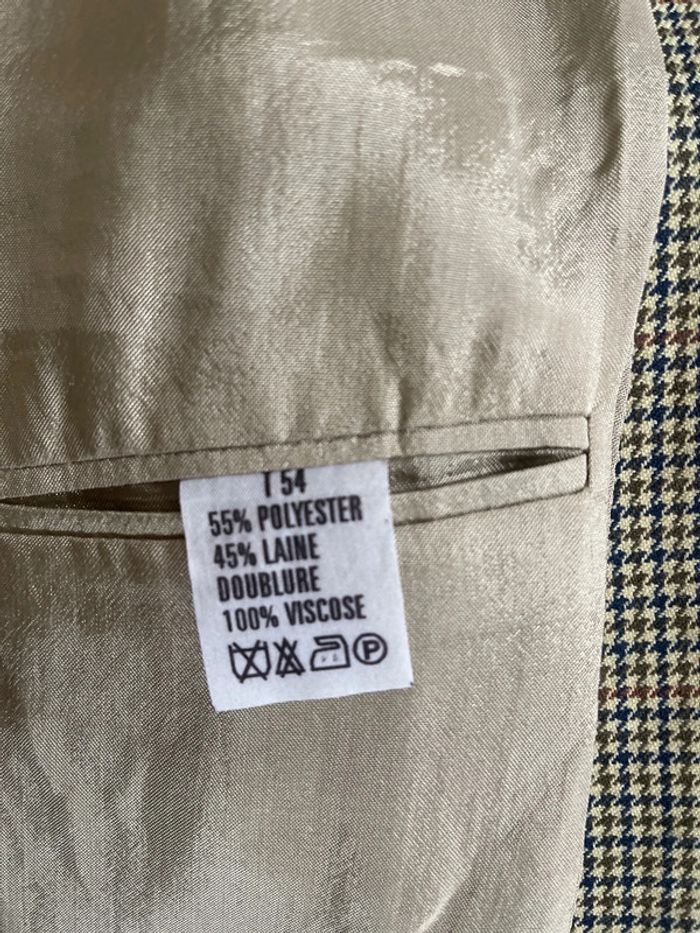 T 54
55% POLYESTER
45% LAINE
DOUBLURE
100% VISCOSE
P